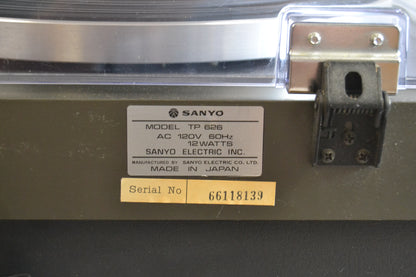 SANYO
MODEL TP 626
AC 120V 60Hz
12WATTS
SANYO ELECTRIC INC.
MANUFACTURED BY SANYO ELECTRIC CO. LTD.
MADE IN JAPAN
Serial No 66118139